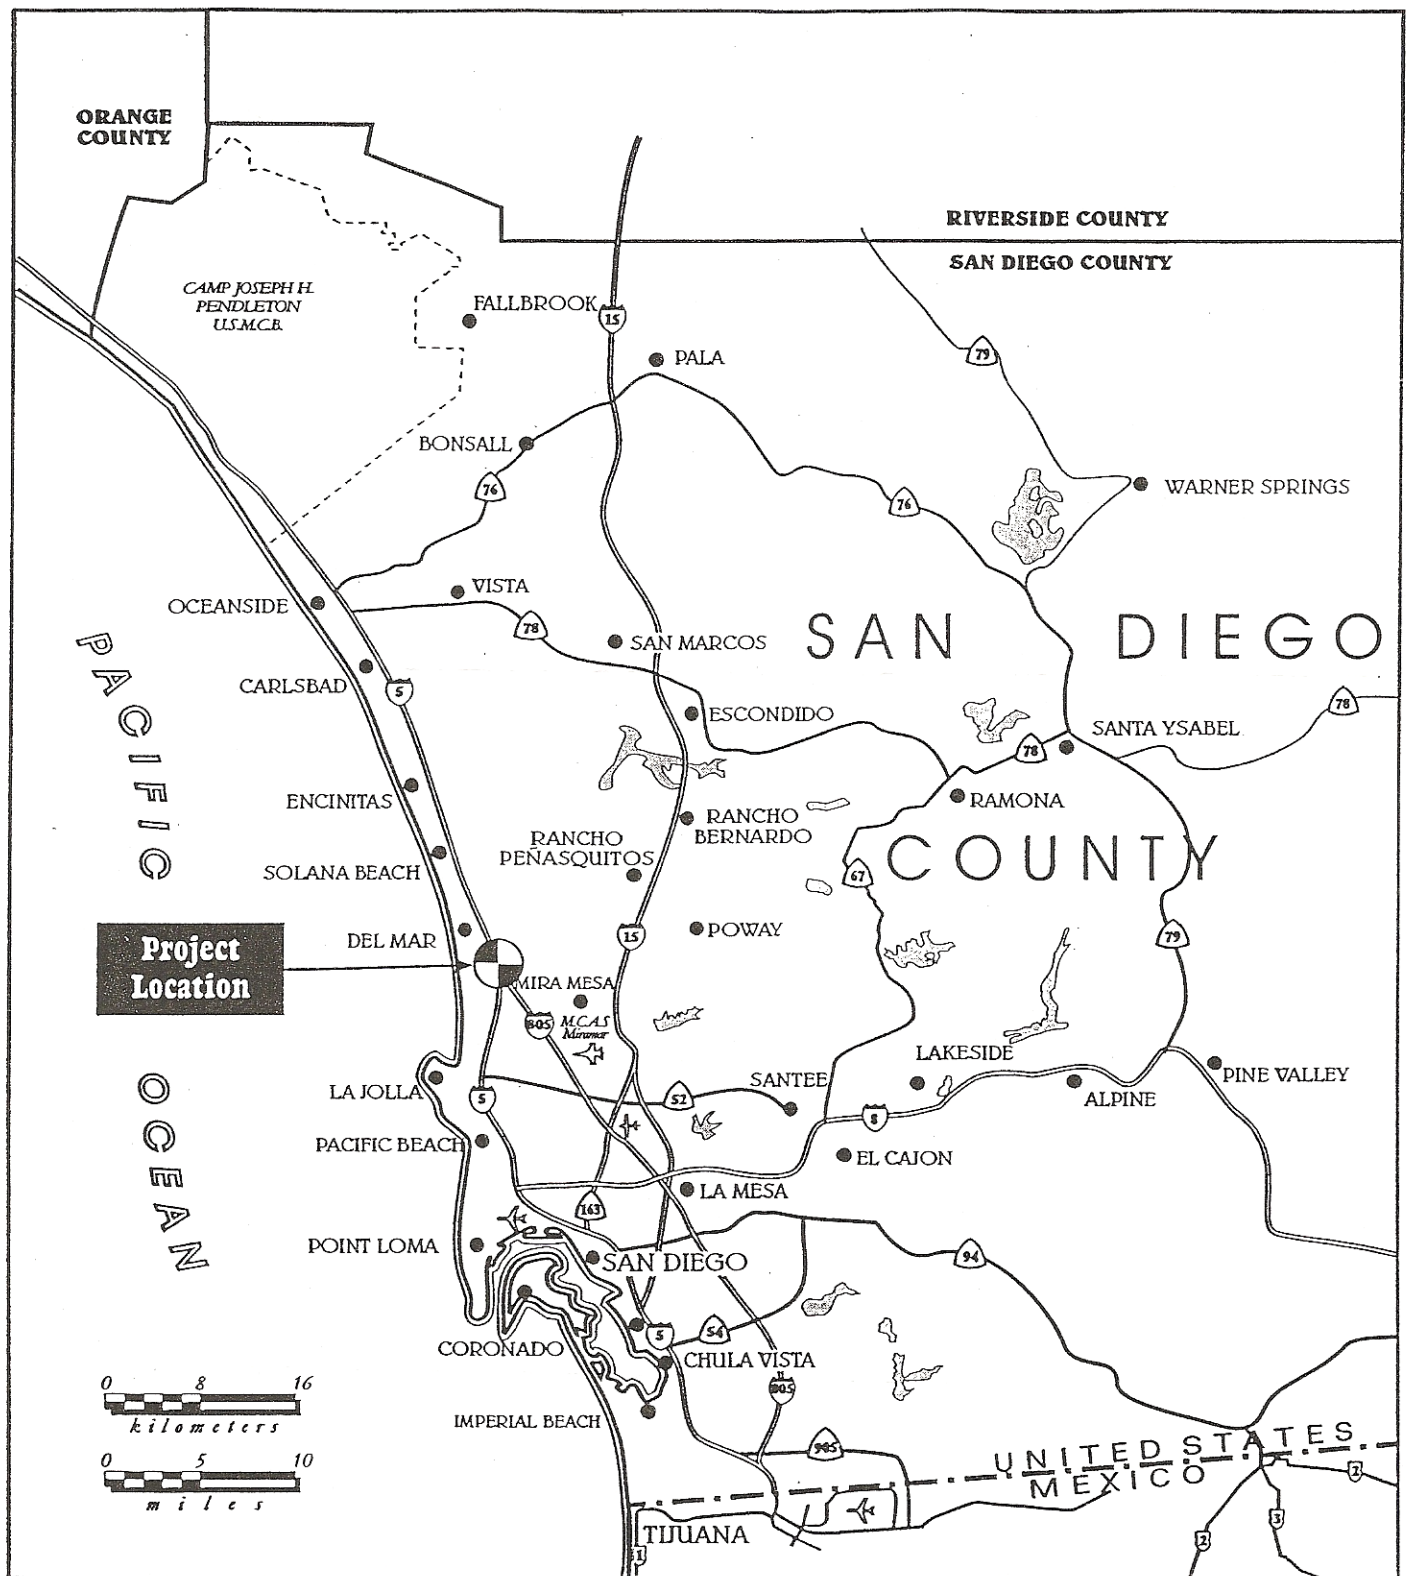 ORANGE
COUNTY
RIVERSIDE COUNTY
SAN DIEGO COUNTY
CAMP JOSEPH H.
PENDLETON
U.S.M.C.B.
FALLBROOK
15
PALA
79
BONSALL
76
76
WARNER SPRINGS
VISTA
OCEANSIDE
78
SAN MARCOS
SAN DIEGO
CARLSBAD
5
ESCONDIDO
78
SANTA YSABEL
78
ENCINITAS
RAMONA
RANCHO
BERNARDO
RANCHO
PEÑASQUITOS
COUNTY
SOLANA BEACH
67
PACIFIC
Project
Location
DEL MAR
15
POWAY
79
MIRA MESA
805
M.C.A.S
Miramar
LAKESIDE
OCEAN
LA JOLLA
5
52
SANTEE
PINE VALLEY
ALPINE
8
PACIFIC BEACH
EL CAJON
LA MESA
163
POINT LOMA
SAN DIEGO
94
CORONADO
5
54
CHULA VISTA
805
IMPERIAL BEACH
0 8 16
kilometers
0 5 10
miles
905
UNITED STATES
MEXICO
2
TIJUANA
1
2
3